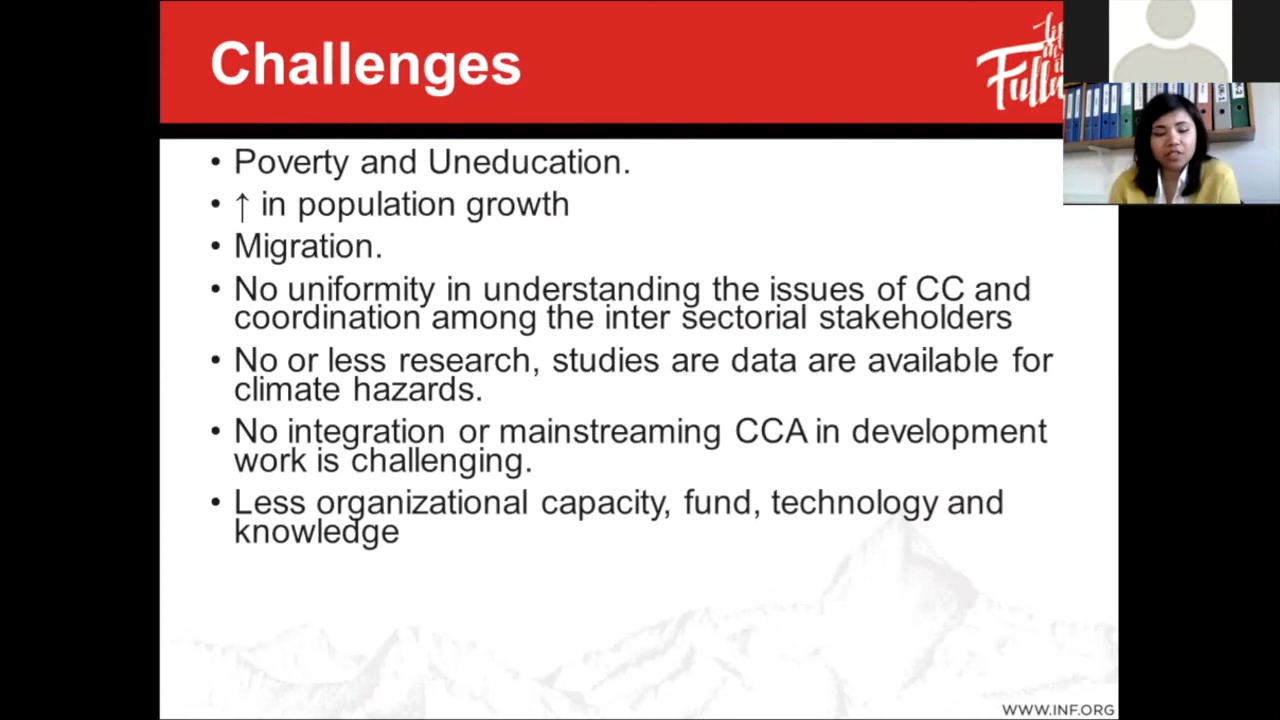 Challenges
• Poverty and Uneducation.
• ↑ in population growth
• Migration.
• No uniformity in understanding the issues of CC and
coordination among the inter sectorial stakeholders
• No or less research, studies are data are available for
climate hazards.
• No integration or mainstreaming CCA in development
work is challenging.
• Less organizational capacity, fund, technology and
knowledge
WWW.INF.ORG